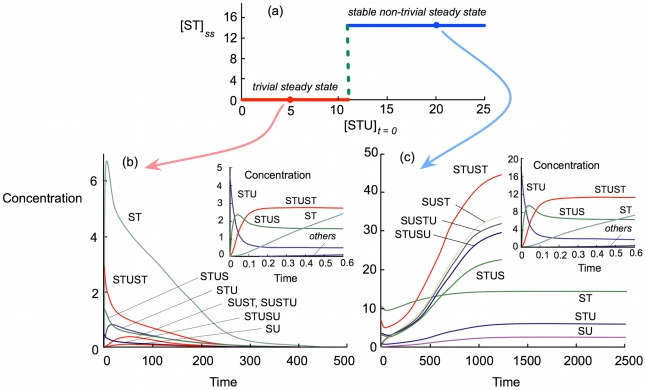 (a)
[ST]ss
16
12
8
4
0
stable non-trivial steady state
trivial steady state
0 5 10 15 20 25
[STU]t = 0
(b)
Concentration
6
4
2
0
ST
STUST
STUS
STU
SUST, SUSTU
STUSU
SU
0 100 200 300 400 500
Time
Concentration
5
4
3
2
1
0
STU
STUST
STUS
ST
others
0 0.1 0.2 0.3 0.4 0.5 0.6
Time
(c)
50
40
30
20
10
0
STUST
SUST
SUSTU
STUSU
STUS
ST
STU
SU
0 500 1000 1500 2000 2500
Time
Concentration
20
16
12
8
4
0
STU
STUST
STUS
ST
others
0 0.1 0.2 0.3 0.4 0.5 0.6
Time